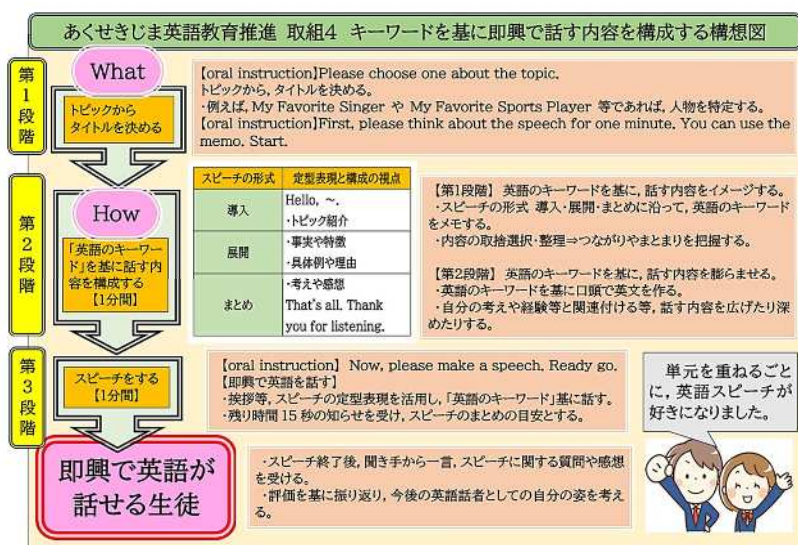 あくせきじま英語教育推進 取組4 キーワードを基に即興で話す内容を構成する構想図
第1段階
What
トピックから
タイトルを決める
【oral instruction】Please choose one about the topic.
トピックから,タイトルを決める。
・例えば, My Favorite Singer や My Favorite Sports Player 等であれば,人物を特定する。
【oral instruction】First, please think about the speech for one minute. You can use the
memo. Start.
第2段階
How
「英語のキーワー
ド」を基に話す内
容を構成する
【1分間】
スピーチの形式 定型表現と構成の視点
導入
Hello, ～.
・トピック紹介
展開
・事実や特徴
・具体例や理由
まとめ
・考えや感想
That's all. Thank
you for listening.
【第1段階】 英語のキーワードを基に,話す内容をイメージする。
・スピーチの形式 導入・展開・まとめに沿って,英語のキーワード
をメモする。
・内容の取捨選択・整理⇒つながりやまとまりを把握する。
【第2段階】 英語のキーワードを基に,話す内容を膨らませる。
・英語のキーワードを基に口頭で英文を作る。
・自分の考えや経験等と関連付ける等,話す内容を広げたり深
めたりする。
第3段階
スピーチをする
【1分間】
【oral instruction】 Now, please make a speech. Ready go.
【即興で英語を話す】
・挨拶等,スピーチの定型表現を活用し,「英語のキーワード」基に話す。
・残り時間 15 秒の知らせを受け,スピーチのまとめの目安とする。
単元を重ねるごと
に,英語スピーチが
好きになりました。
即興で英語が
話せる生徒
・スピーチ終了後,聞き手から一言,スピーチに関する質問や感想
を受ける。
・評価を基に振り返り,今後の英語話者としての自分の姿を考え
る。